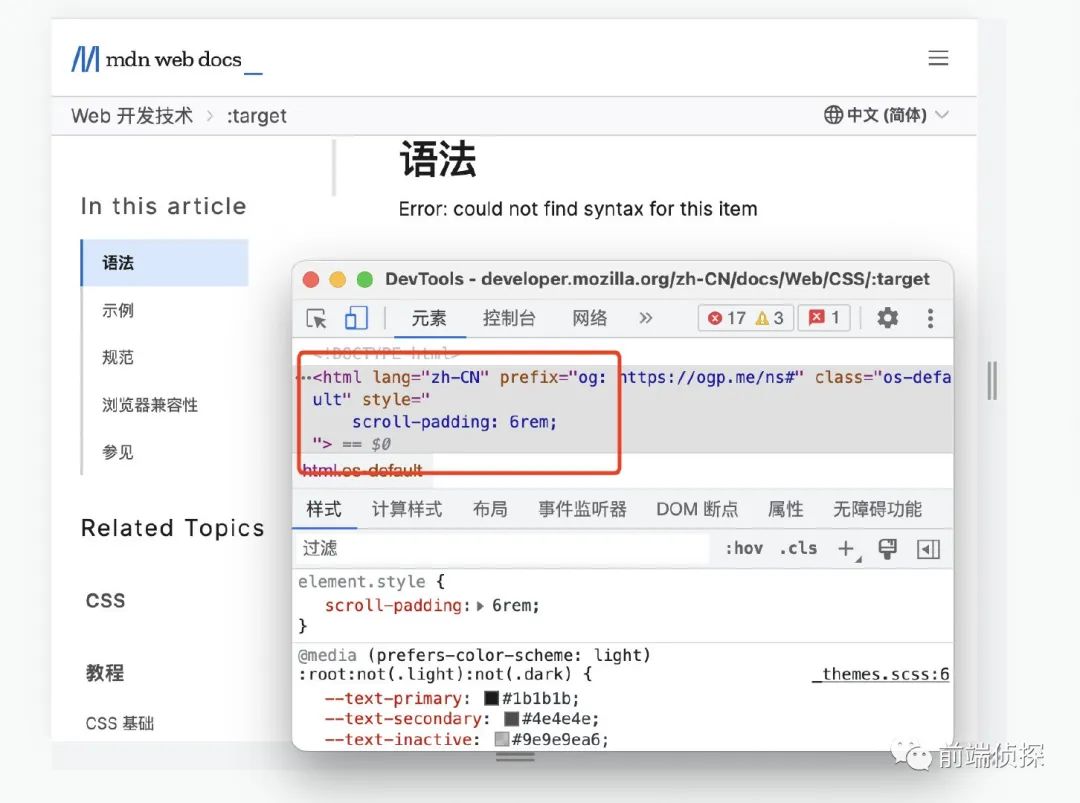 mdn web docs_
Web 开发技术 > :target
中文 (简体)
语法
Error: could not find syntax for this item
In this article
语法
示例
规范
浏览器兼容性
参见
Related Topics
CSS
教程
CSS 基础
DevTools - developer.mozilla.org/zh-CN/docs/Web/CSS/:target
元素 控制台 网络 » 17 3 1
<!DOCTYPE html>
···<html lang="zh-CN" prefix="og: https://ogp.me/ns#" class="os-defa
ult" style="
scroll-padding: 6rem;
"> == $0
html.os-default
样式 计算样式 布局 事件监听器 DOM 断点 属性 无障碍功能
过滤 :hov .cls +
element.style {
scroll-padding: 6rem;
}
@media (prefers-color-scheme: light)
:root:not(.light):not(.dark) { _themes.scss:6
--text-primary: #1b1b1b;
--text-secondary: #4e4e4e;
--text-inactive: #9e9e9ea6;
前端侦探